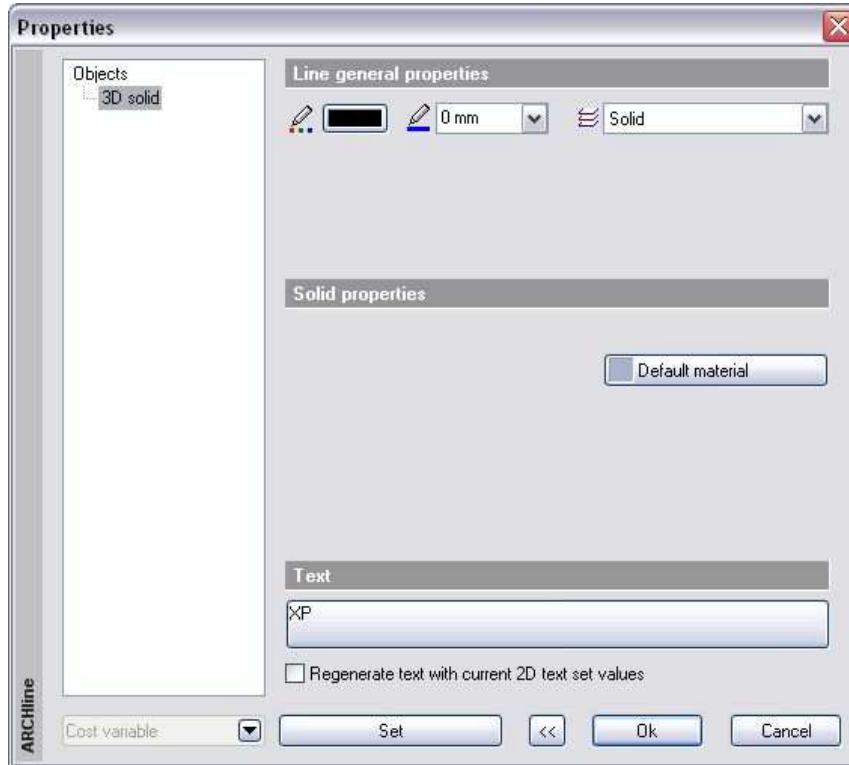 Properties
Objects
3D solid
Line general properties
0 mm
Solid
Solid properties
Default material
Text
XP
Regenerate text with current 2D text set values
ARCHline
Cost variable
Set
<<
Ok
Cancel